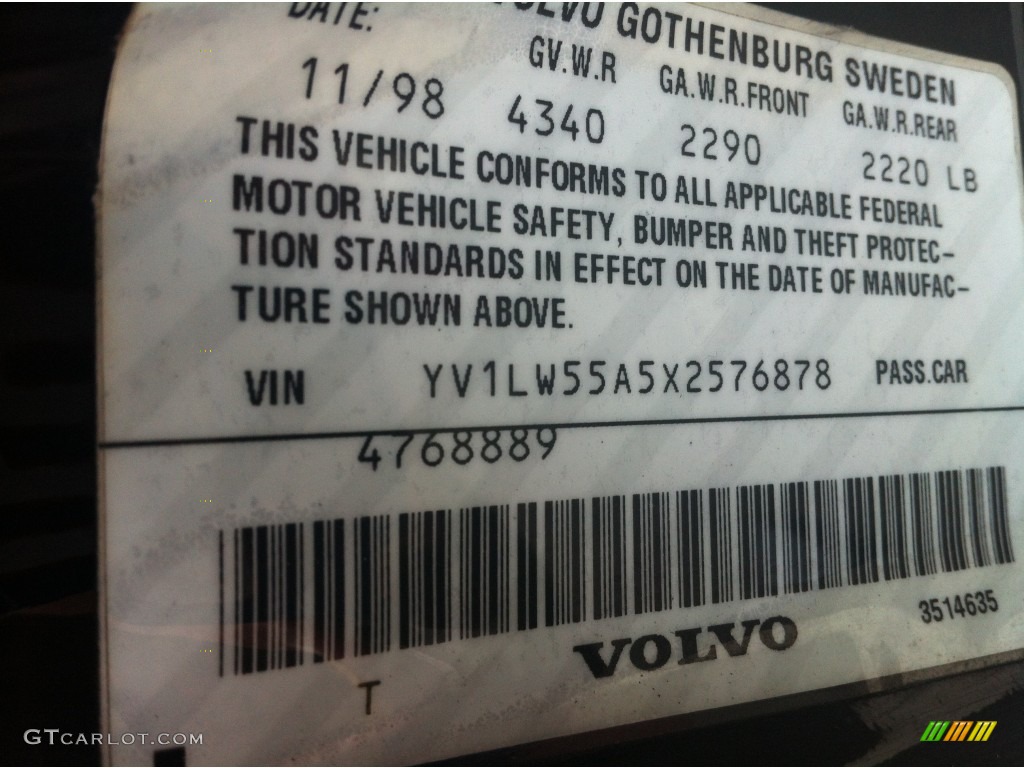 DATE: VOLVO GOTHENBURG SWEDEN
GV.W.R GA.W.R.FRONT GA.W.R.REAR
11/98 4340 2290 2220 LB
THIS VEHICLE CONFORMS TO ALL APPLICABLE FEDERAL
MOTOR VEHICLE SAFETY, BUMPER AND THEFT PROTEC-
TION STANDARDS IN EFFECT ON THE DATE OF MANUFAC-
TURE SHOWN ABOVE.
VIN YV1LW55A5X2576878 PASS.CAR
4768889
VOLVO 3514635
T
GTCARLOT.COM